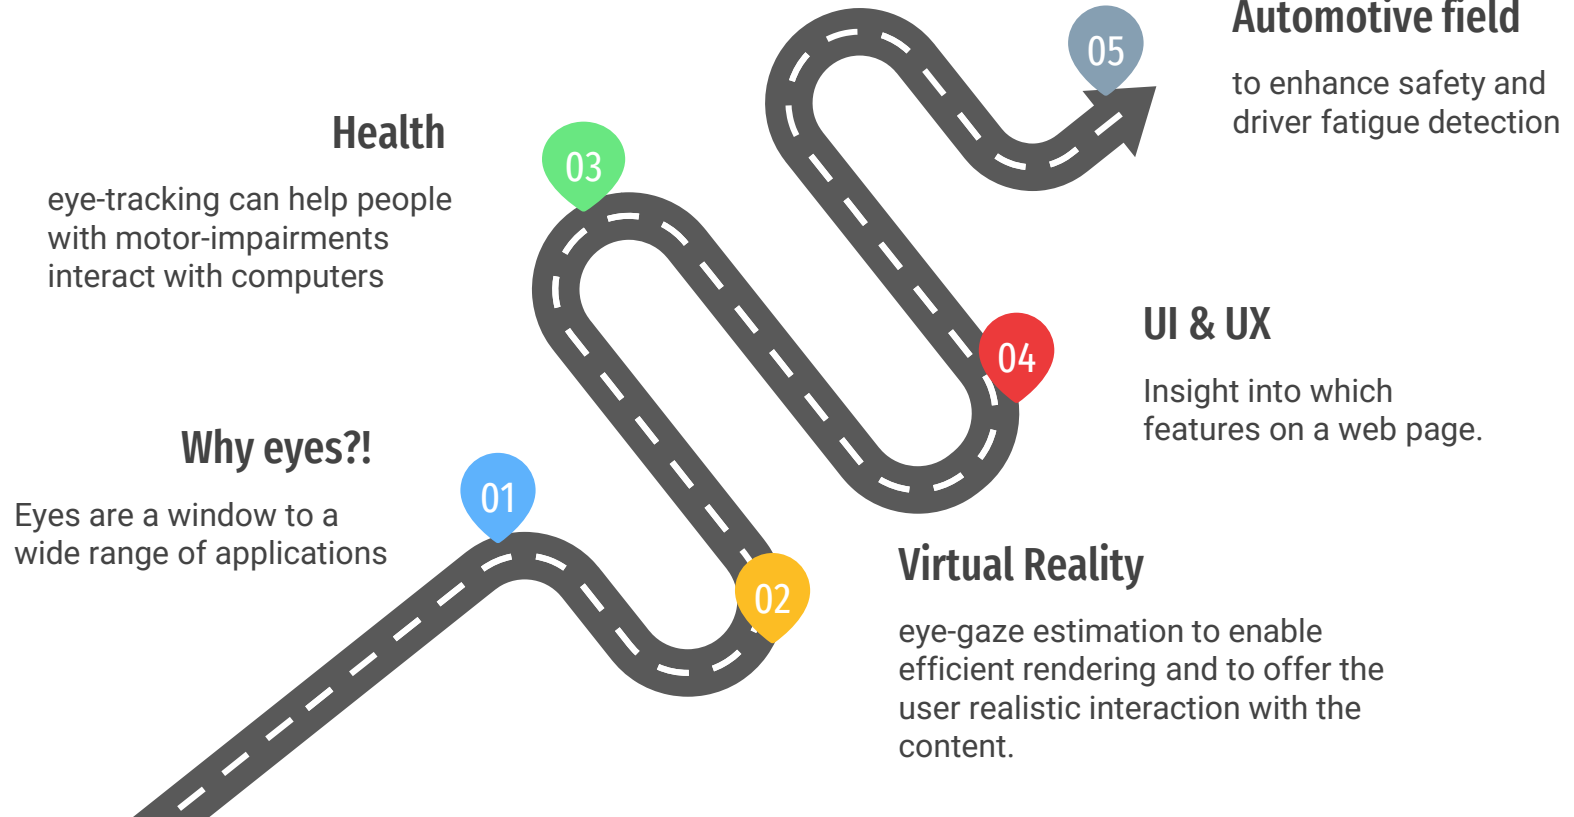 Why eyes?!
Eyes are a window to a
wide range of applications
01
02
Virtual Reality
eye-gaze estimation to enable
efficient rendering and to offer the
user realistic interaction with the
content.
Health
eye-tracking can help people
with motor-impairments
interact with computers
03
04
UI & UX
Insight into which
features on a web page.
05
Automotive field
to enhance safety and
driver fatigue detection